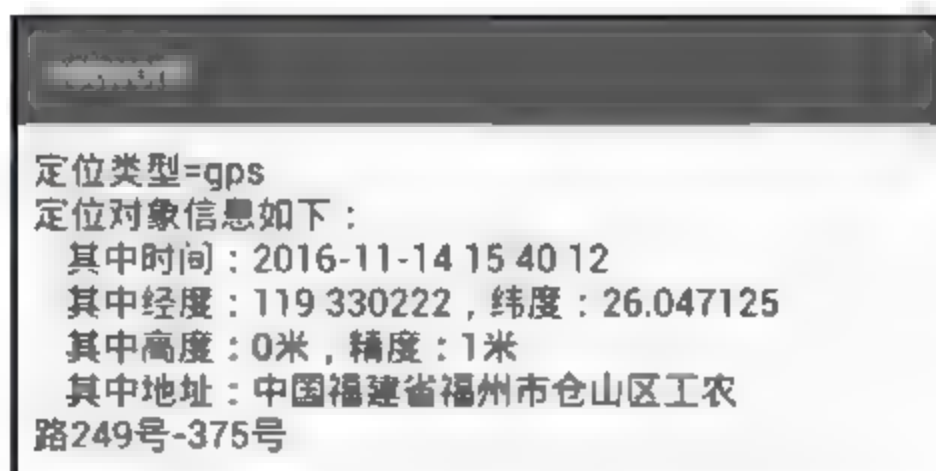 定位类型=gps
定位对象信息如下：
其中时间：2016-11-14 15 40 12
其中经度：119 330222，纬度：26.047125
其中高度：0米，精度：1米
其中地址：中国福建省福州市仓山区工农
路249号-375号